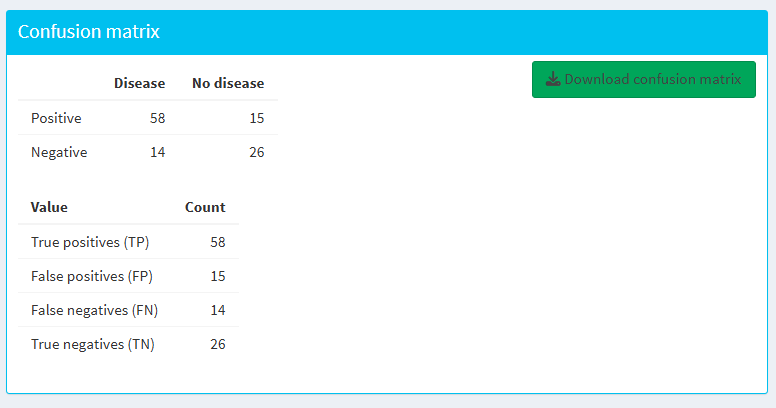 Confusion matrix
Download confusion matrix
Disease No disease
Positive 58 15
Negative 14 26
Value Count
True positives (TP) 58
False positives (FP) 15
False negatives (FN) 14
True negatives (TN) 26